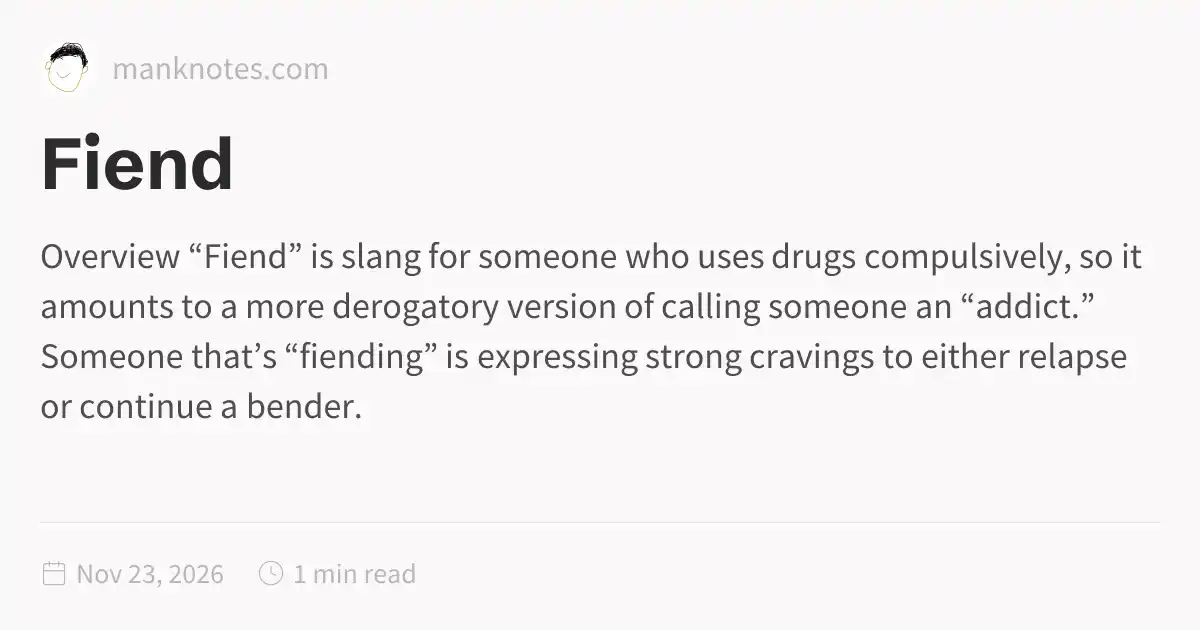 manknotes.com
Fiend
Overview “Fiend” is slang for someone who uses drugs compulsively, so it
amounts to a more derogatory version of calling someone an “addict.”
Someone that’s “fiending” is expressing strong cravings to either relapse
or continue a bender.
Nov 23, 2026 1 min read